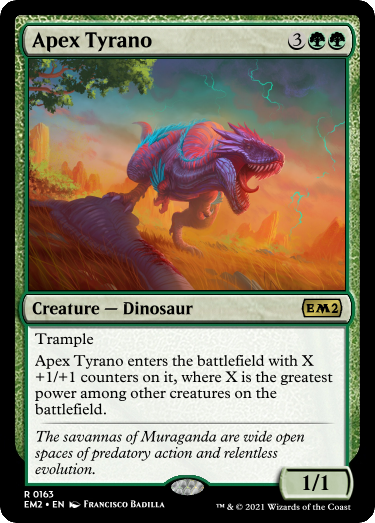 Apex Tyrano 3
Creature — Dinosaur EM2
Trample
Apex Tyrano enters the battlefield with X
+1/+1 counters on it, where X is the greatest
power among other creatures on the
battlefield.
The savannas of Muraganda are wide open
spaces of predatory action and relentless
evolution.
1/1
R 0163
EM2 • EN Francisco Badilla
™ & © 2021 Wizards of the Coast